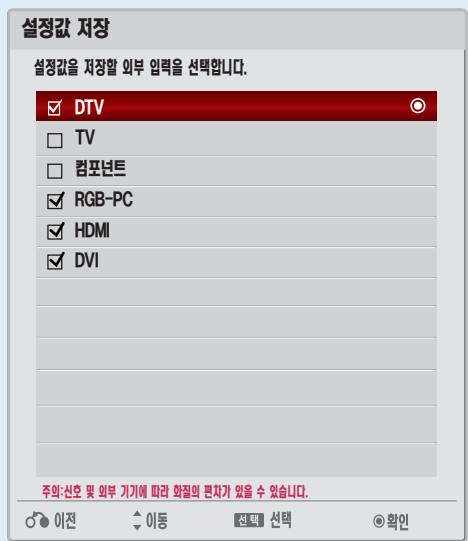 설정값 저장
설정값을 저장할 외부 입력을 선택합니다.
DTV
TV
컴포넌트
RGB-PC
HDMI
DVI
주의:신호 및 외부 기기에 따라 화질의 편차가 있을 수 있습니다.
이전 이동 선택 선택 확인